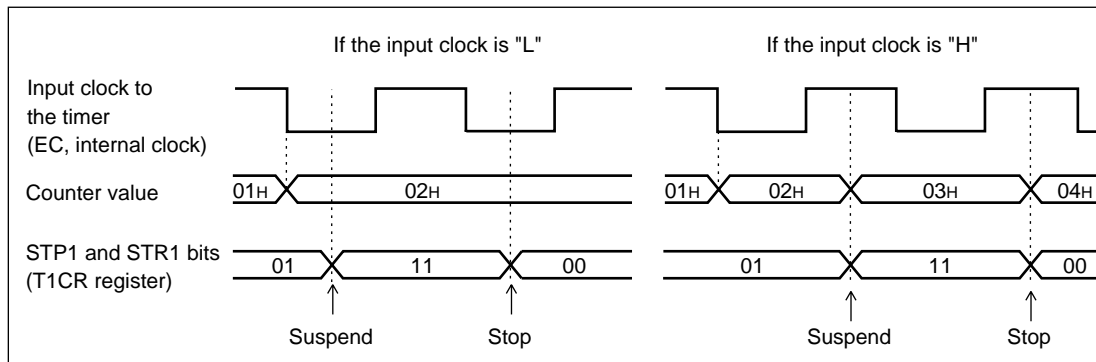 If the input clock is "L"
If the input clock is "H"
Input clock to
the timer
(EC, internal clock)
Counter value
01H
02H
01H
02H
03H
04H
STP1 and STR1 bits
(T1CR register)
01
11
00
01
11
00
Suspend
Stop
Suspend
Stop